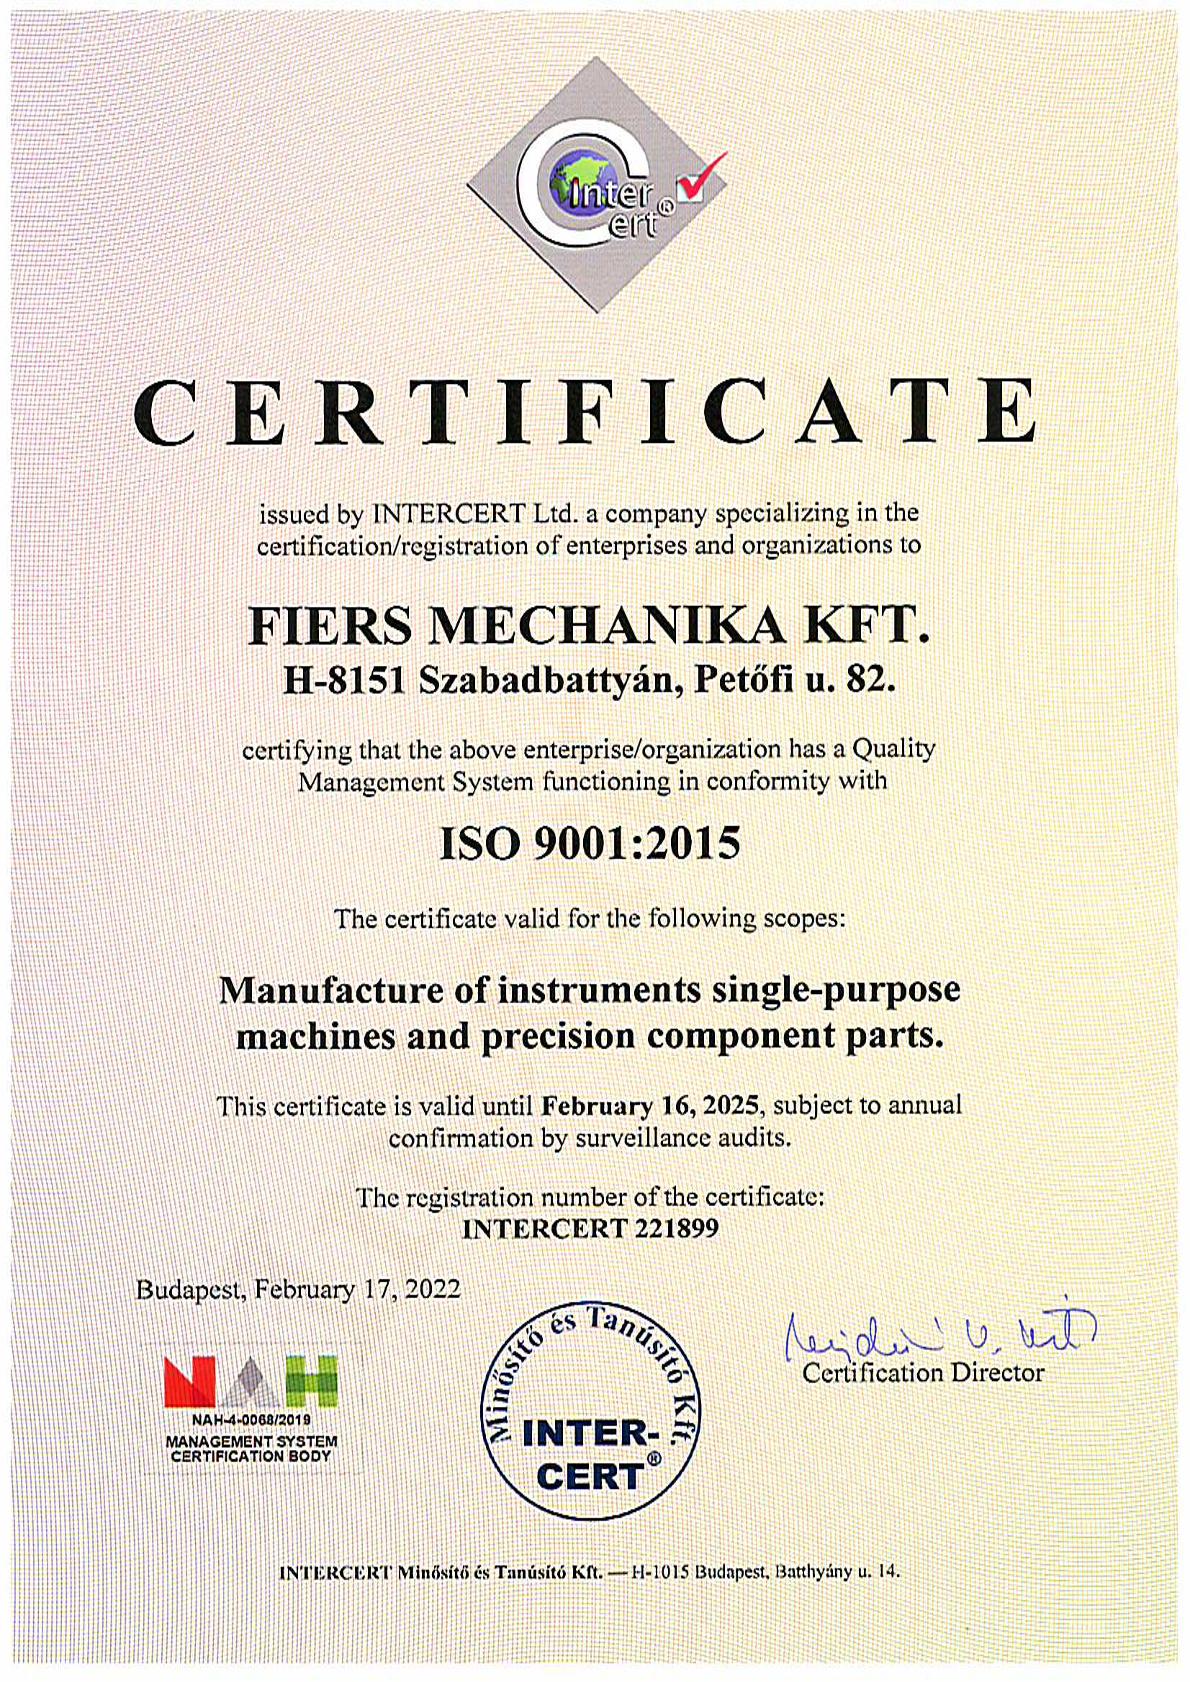 Inter
Cert®
CERTIFICATE
issued by INTERCERT Ltd. a company specializing in the
certification/registration of enterprises and organizations to
FIERS MECHANIKA KFT.
H-8151 Szabadbattyán, Petőfi u. 82.
certifying that the above enterprise/organization has a Quality
Management System functioning in conformity with
ISO 9001:2015
The certificate valid for the following scopes:
Manufacture of instruments single-purpose
machines and precision component parts.
This certificate is valid until February 16, 2025, subject to annual
confirmation by surveillance audits.
The registration number of the certificate:
INTERCERT 221899
Budapest, February 17, 2022
Certification Director
NAH
NAH-4-0068/2019
MANAGEMENT SYSTEM
CERTIFICATION BODY
Minősítő és Tanúsító Kft.
INTER-
CERT®
INTERCERT Minősítő és Tanúsító Kft. — H-1015 Budapest, Batthyány u. 14.